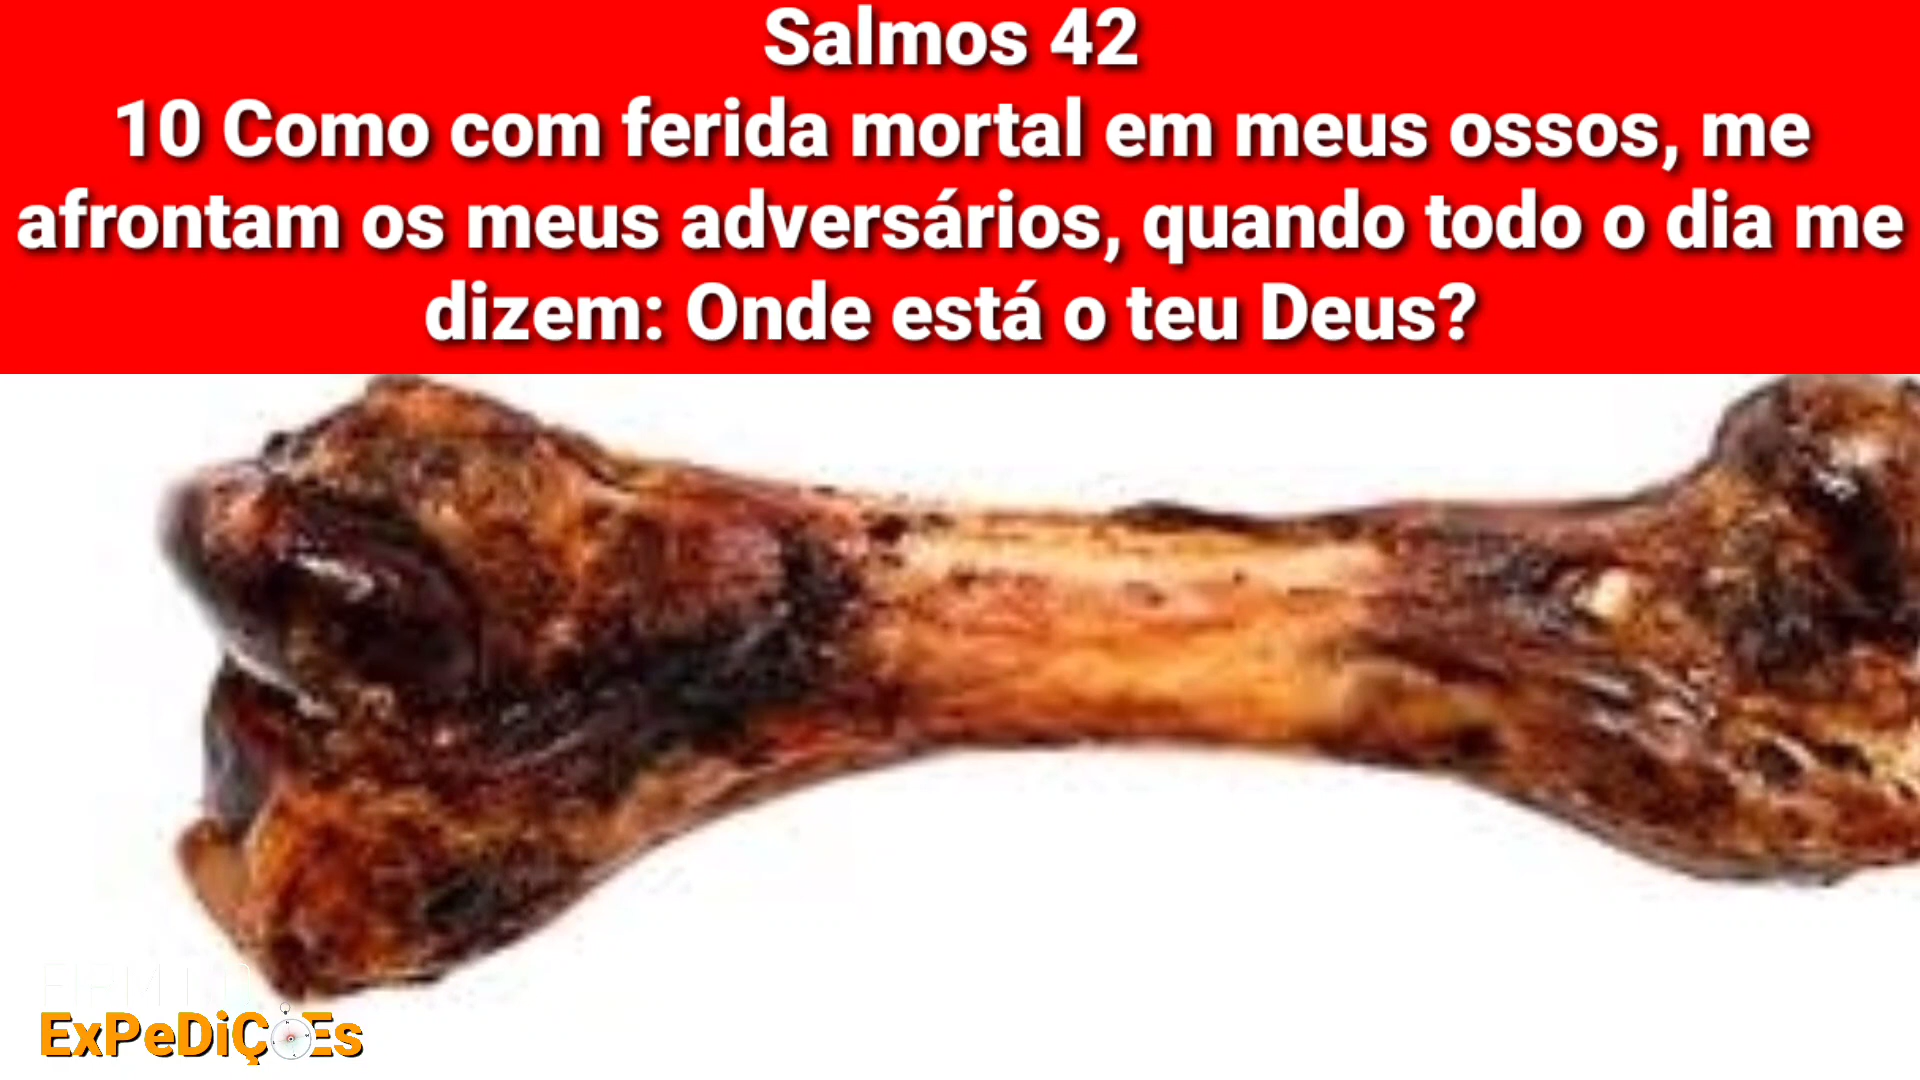 Salmos 42
10 Como com ferida mortal em meus ossos, me
afrontam os meus adversários, quando todo o dia me
dizem: Onde está o teu Deus?
ExPeDiÇÕEs